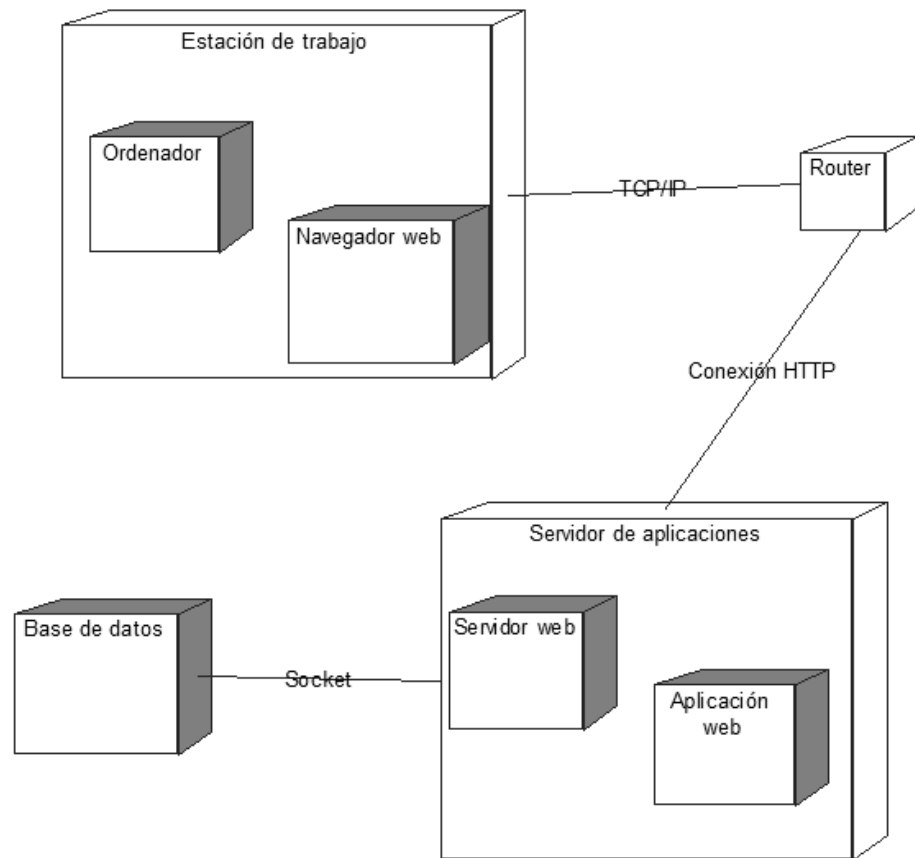 Estación de trabajo
Ordenador
Navegador web
TCP/IP
Router
Conexión HTTP
Servidor de aplicaciones
Base de datos
Socket
Servidor web
Aplicación
web